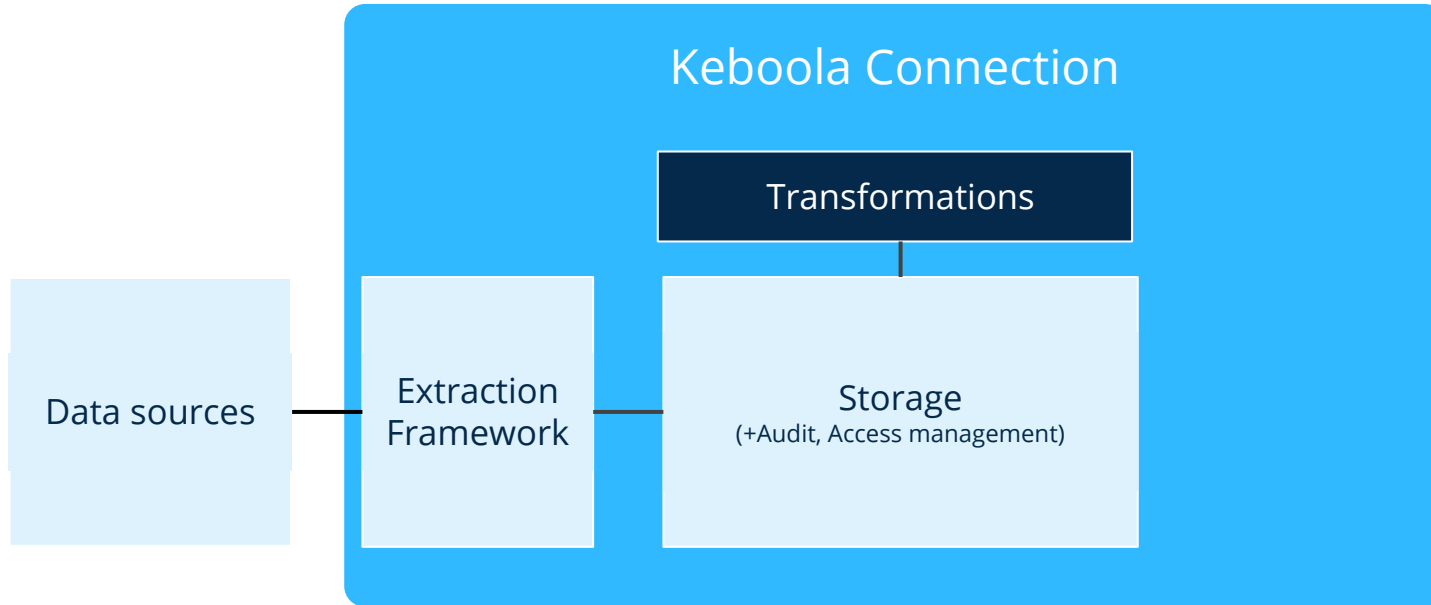 Keboola Connection
Transformations
Data sources
Extraction
Framework
Storage
(+Audit, Access management)